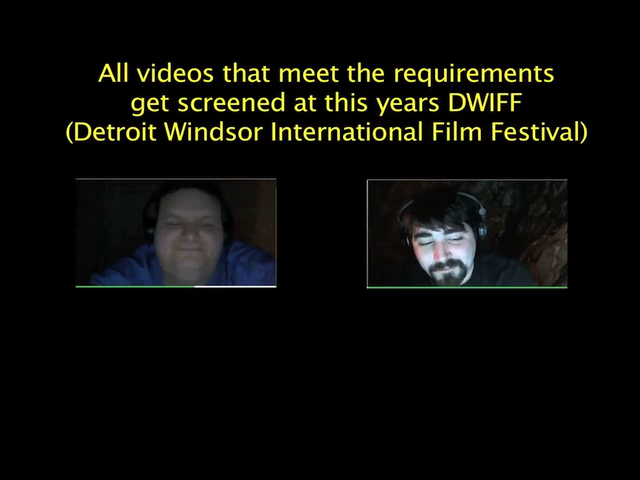 All videos that meet the requirements
get screened at this years DWIFF
(Detroit Windsor International Film Festival)